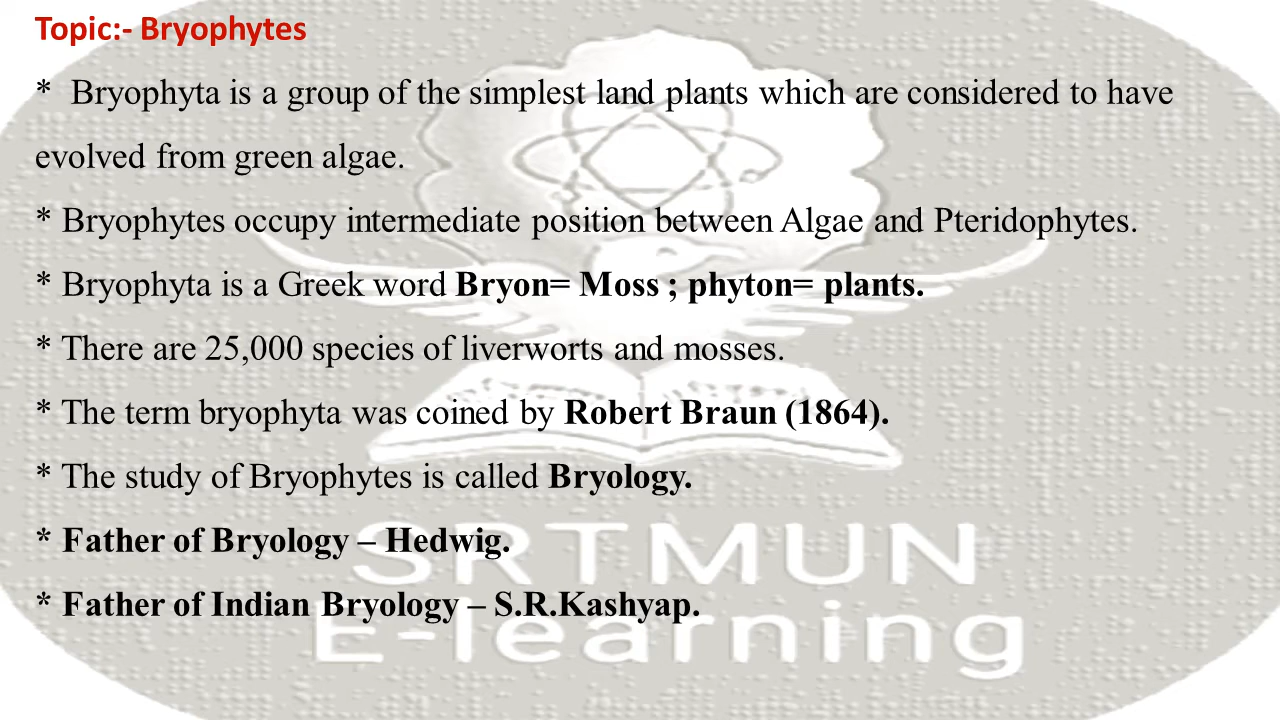 Topic:- Bryophytes
* Bryophyta is a group of the simplest land plants which are considered to have
evolved from green algae.
* Bryophytes occupy intermediate position between Algae and Pteridophytes.
* Bryophyta is a Greek word Bryon= Moss ; phyton= plants.
* There are 25,000 species of liverworts and mosses.
* The term bryophyta was coined by Robert Braun (1864).
* The study of Bryophytes is called Bryology.
* Father of Bryology – Hedwig.
* Father of Indian Bryology – S.R.Kashyap.
SRTMUN
E-learning